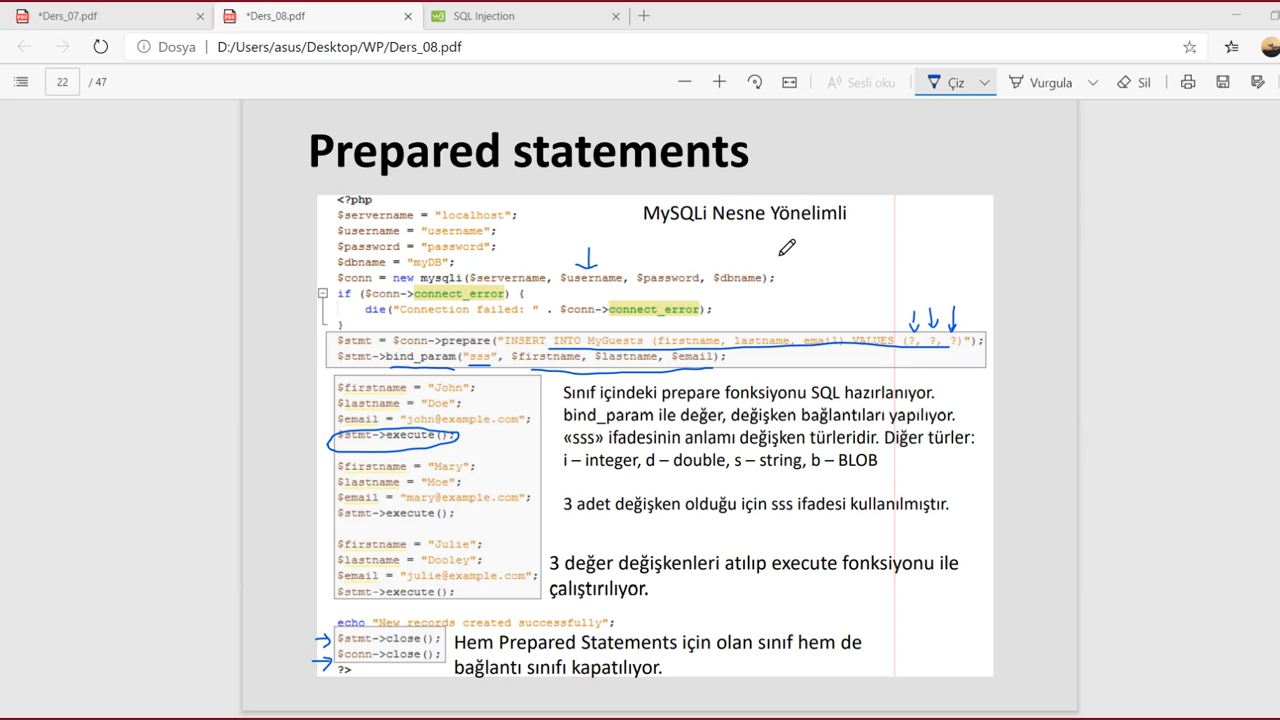 *Ders_07.pdf
*Ders_08.pdf
SQL Injection
Dosya
D:/Users/asus/Desktop/WP/Ders_08.pdf
22 / 47
Sesli oku
Çiz
Vurgula
Sil
Prepared statements
MySQLi Nesne Yönelimli
<?php
$servername = "localhost";
$username = "username";
$password = "password";
$dbname = "myDB";
$conn = new mysqli($servername, $username, $password, $dbname);
if ($conn->connect_error) {
die("Connection failed: " . $conn->connect_error);
}
$stmt = $conn->prepare("INSERT INTO MyGuests (firstname, lastname, email) VALUES (?, ?, ?)");
$stmt->bind_param("sss", $firstname, $lastname, $email);
$firstname = "John";
$lastname = "Doe";
$email = "john@example.com";
$stmt->execute();
$firstname = "Mary";
$lastname = "Moe";
$email = "mary@example.com";
$stmt->execute();
$firstname = "Julie";
$lastname = "Dooley";
$email = "julie@example.com";
$stmt->execute();
Sınıf içindeki prepare fonksiyonu SQL hazırlanıyor.
bind_param ile değer, değişken bağlantıları yapılıyor.
«sss» ifadesinin anlamı değişken türleridir. Diğer türler:
i – integer, d – double, s – string, b – BLOB
3 adet değişken olduğu için sss ifadesi kullanılmıştır.
3 değer değişkenleri atılıp execute fonksiyonu ile
çalıştırılıyor.
echo "New records created successfully";
$stmt->close();
$conn->close();
?>
Hem Prepared Statements için olan sınıf hem de
bağlantı sınıfı kapatılıyor.